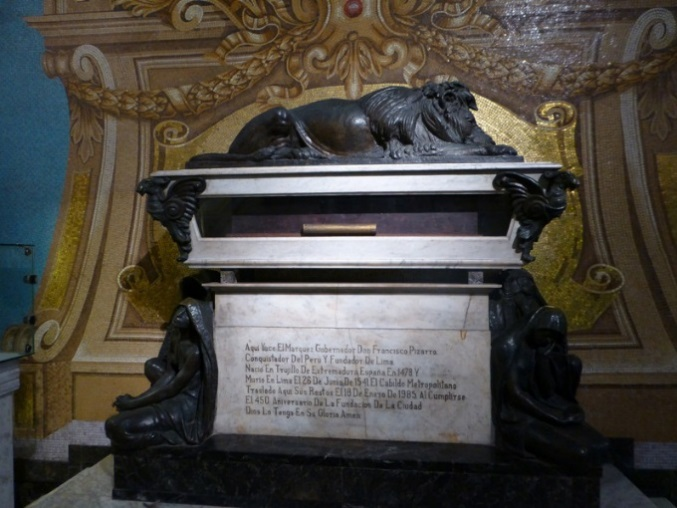 Aqui Yace.El Marquez Gobernador Don Francisco Pizarro
Conquistador Del Perú Y.Fundador De Lima
Nacio En Trujillo De Extremadura España En.1478 Y
Murio En Lima El 26 De Junio.De 1541.El Cabildo Metropolitano
Traslado Aqui Sus Restos El.18 De Enero De 1985 Al Cumplirse
El 450 Aniversario.De La Fundacion De La Ciudad
Dios Lo Tenga En Su Gloria Amen